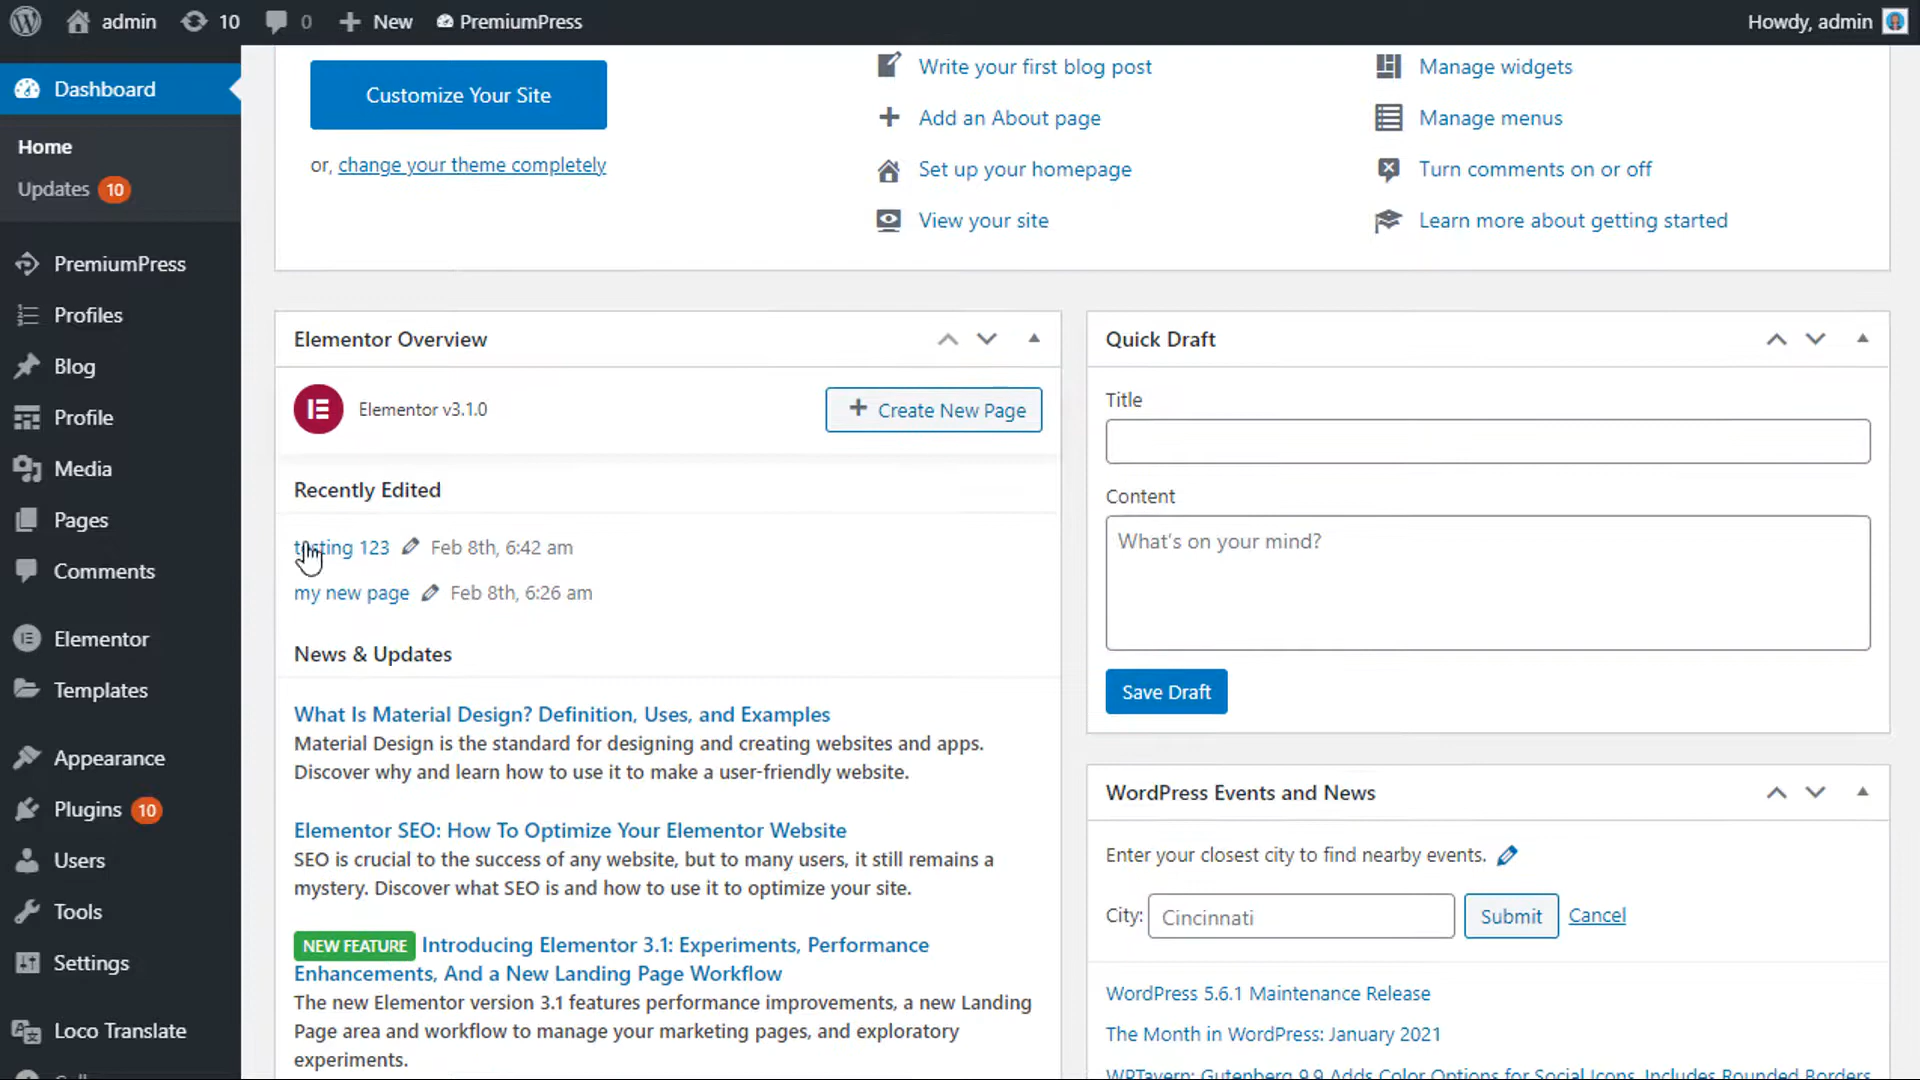 admin
10
0
New
PremiumPress
Howdy, admin
Dashboard
Home
Updates 10
PremiumPress
Profiles
Blog
Profile
Media
Pages
Comments
Elementor
Templates
Appearance
Plugins 10
Users
Tools
Settings
Loco Translate
Customize Your Site
or, change your theme completely
Write your first blog post
Add an About page
Set up your homepage
View your site
Manage widgets
Manage menus
Turn comments on or off
Learn more about getting started
Elementor Overview
Elementor v3.1.0
Create New Page
Recently Edited
testing 123 Feb 8th, 6:42 am
my new page Feb 8th, 6:26 am
News & Updates
What Is Material Design? Definition, Uses, and Examples
Material Design is the standard for designing and creating websites and apps.
Discover why and learn how to use it to make a user-friendly website.
Elementor SEO: How To Optimize Your Elementor Website
SEO is crucial to the success of any website, but to many users, it still remains a
mystery. Discover what SEO is and how to use it to optimize your site.
NEW FEATURE Introducing Elementor 3.1: Experiments, Performance
Enhancements, And a New Landing Page Workflow
The new Elementor version 3.1 features performance improvements, a new Landing
Page area and workflow to manage your marketing pages, and exploratory
experiments.
Quick Draft
Title
Content
What's on your mind?
Save Draft
WordPress Events and News
Enter your closest city to find nearby events.
City: Cincinnati Submit Cancel
WordPress 5.6.1 Maintenance Release
The Month in WordPress: January 2021
WPTavern: Gutenberg 9.9 Adds Color Options for Social Icons, Includes Rounded Borders